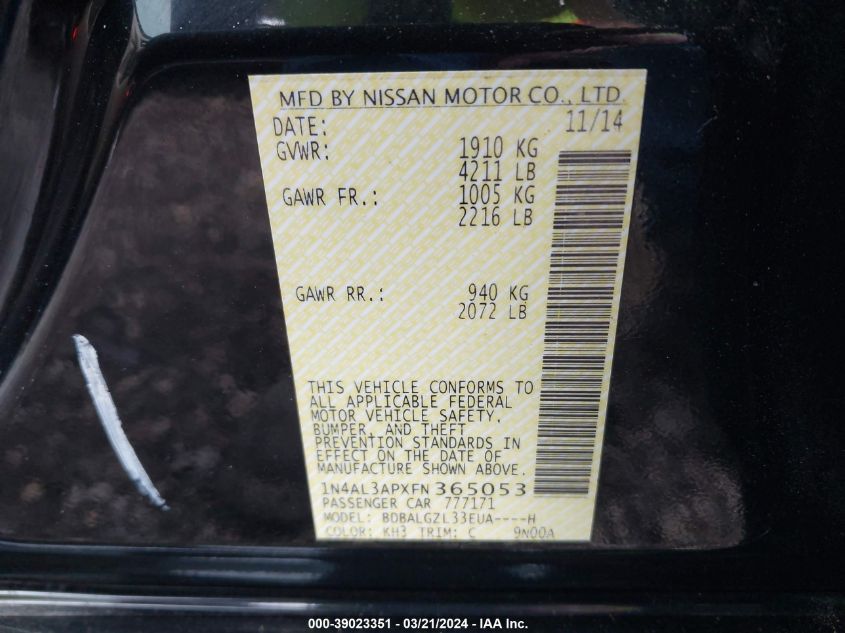 MFD BY NISSAN MOTOR CO., LTD.
DATE: 11/14
GVWR: 1910 KG
4211 LB
GAWR FR.: 1005 KG
2216 LB
GAWR RR.: 940 KG
2072 LB
THIS VEHICLE CONFORMS TO
ALL APPLICABLE FEDERAL
MOTOR VEHICLE SAFETY,
BUMPER, AND THEFT
PREVENTION STANDARDS IN
EFFECT ON THE DATE OF
MANUFACTURE SHOWN ABOVE.
1N4AL3APXFN365053
PASSENGER CAR 777171
MODEL: BDBALGZL33EUA----H
COLOR: KH3 TRIM: C 9N00A
000-39023351 - 03/21/2024 - IAA Inc.